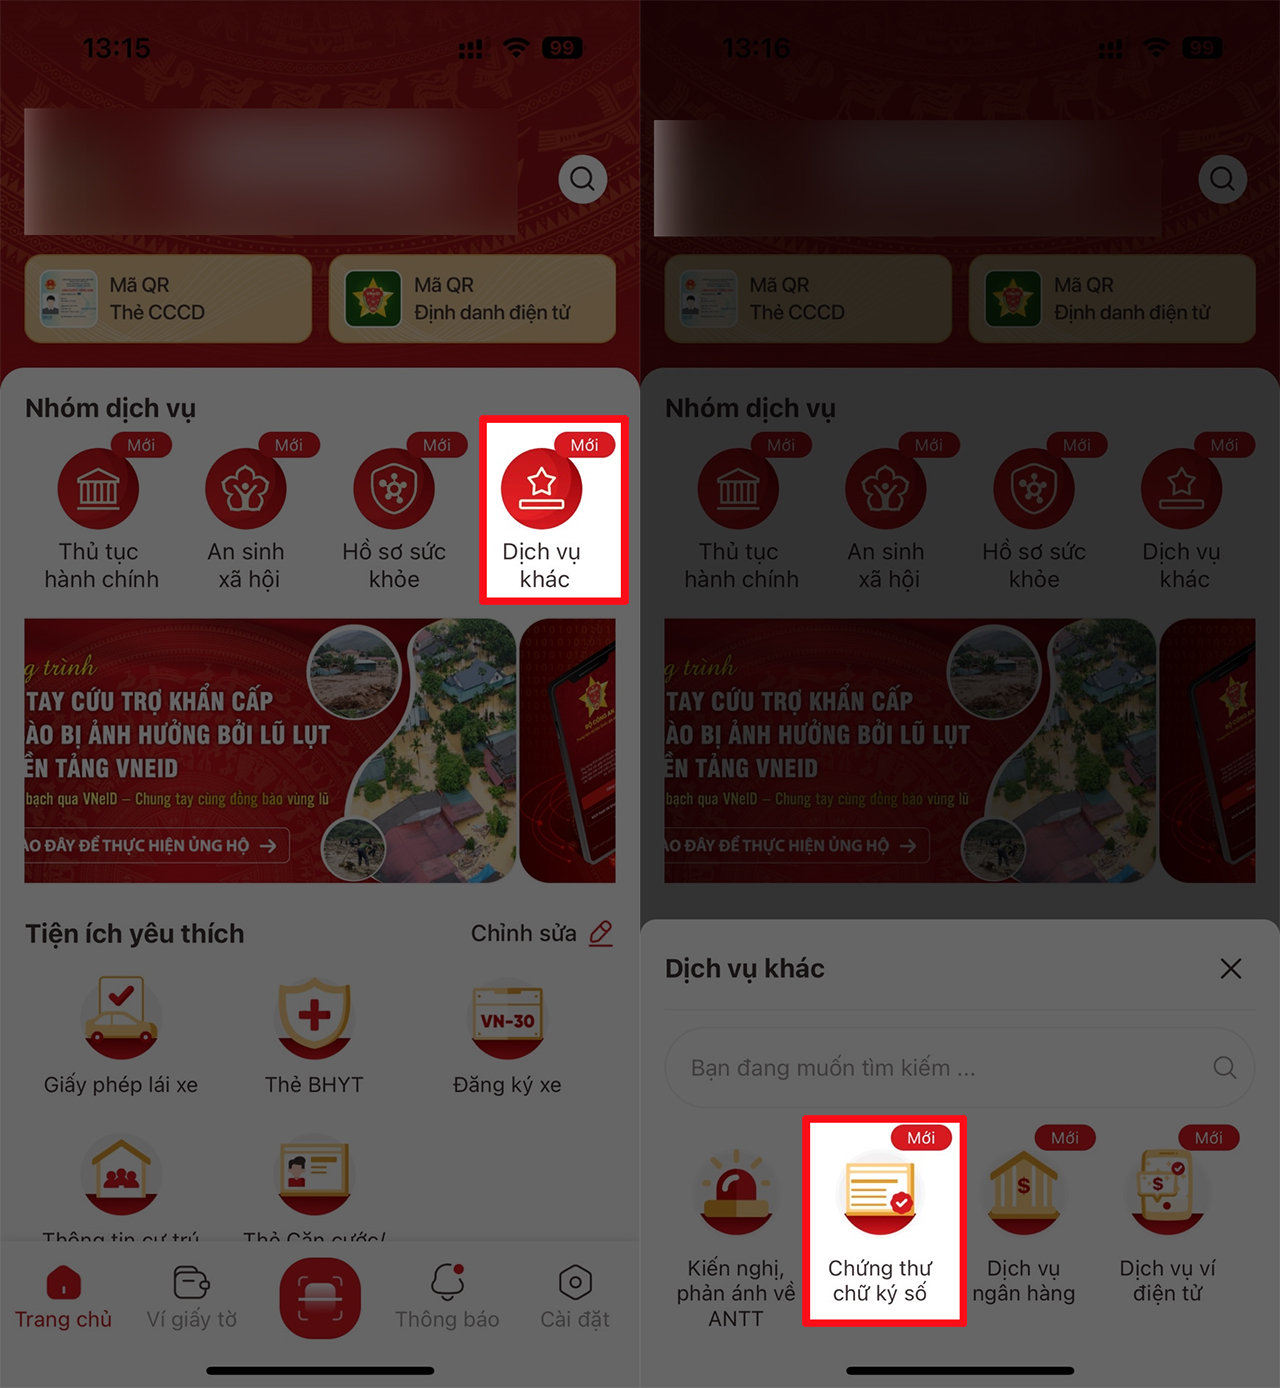 13:15
99
Mã QR
Thẻ CCCD
Mã QR
Định danh điện tử
Nhóm dịch vụ
Mới
Mới
Mới
Mới
Thủ tục
hành chính
An sinh
xã hội
Hồ sơ sức
khỏe
Dịch vụ
khác
g trình
TAY CỨU TRỢ KHẨN CẤP
ÀO BỊ ẢNH HƯỞNG BỞI LŨ LỤT
ỀN TẢNG VNEID
bạch qua VNeID – Chung tay cùng đồng bào vùng lũ
ÀO ĐÂY ĐỂ THỰC HIỆN ỦNG HỘ
BỘ CÔNG AN
Tiện ích yêu thích
Chỉnh sửa
VN-30
Giấy phép lái xe
Thẻ BHYT
Đăng ký xe
Thông tin cư trú
Thẻ Căn cước/
Trang chủ
Ví giấy tờ
Thông báo
Cài đặt
13:16
99
Mã QR
Thẻ CCCD
Mã QR
Định danh điện tử
Nhóm dịch vụ
Mới
Mới
Mới
Mới
Thủ tục
hành chính
An sinh
xã hội
Hồ sơ sức
khỏe
Dịch vụ
khác
g trình
TAY CỨU TRỢ KHẨN CẤP
ÀO BỊ ẢNH HƯỞNG BỞI LŨ LỤT
ỀN TẢNG VNEID
bạch qua VNeID – Chung tay cùng đồng bào vùng lũ
ÀO ĐÂY ĐỂ THỰC HIỆN ỦNG HỘ
BỘ CÔNG AN
Dịch vụ khác
Bạn đang muốn tìm kiếm ...
Mới
Mới
Mới
$
$
Kiến nghị,
phản ánh về
ANTT
Chứng thư
chữ ký số
Dịch vụ
ngân hàng
Dịch vụ ví
điện tử